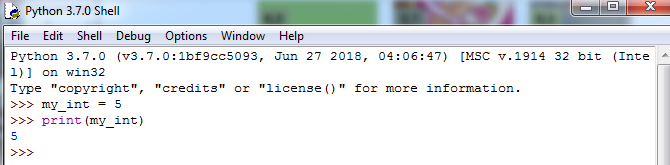 Python 3.7.0 Shell
File Edit Shell Debug Options Window Help
Python 3.7.0 (v3.7.0:1bf9cc5093, Jun 27 2018, 04:06:47) [MSC v.1914 32 bit (Inte
l)] on win32
Type "copyright", "credits" or "license()" for more information.
>>> my_int = 5
>>> print(my_int)
5
>>>